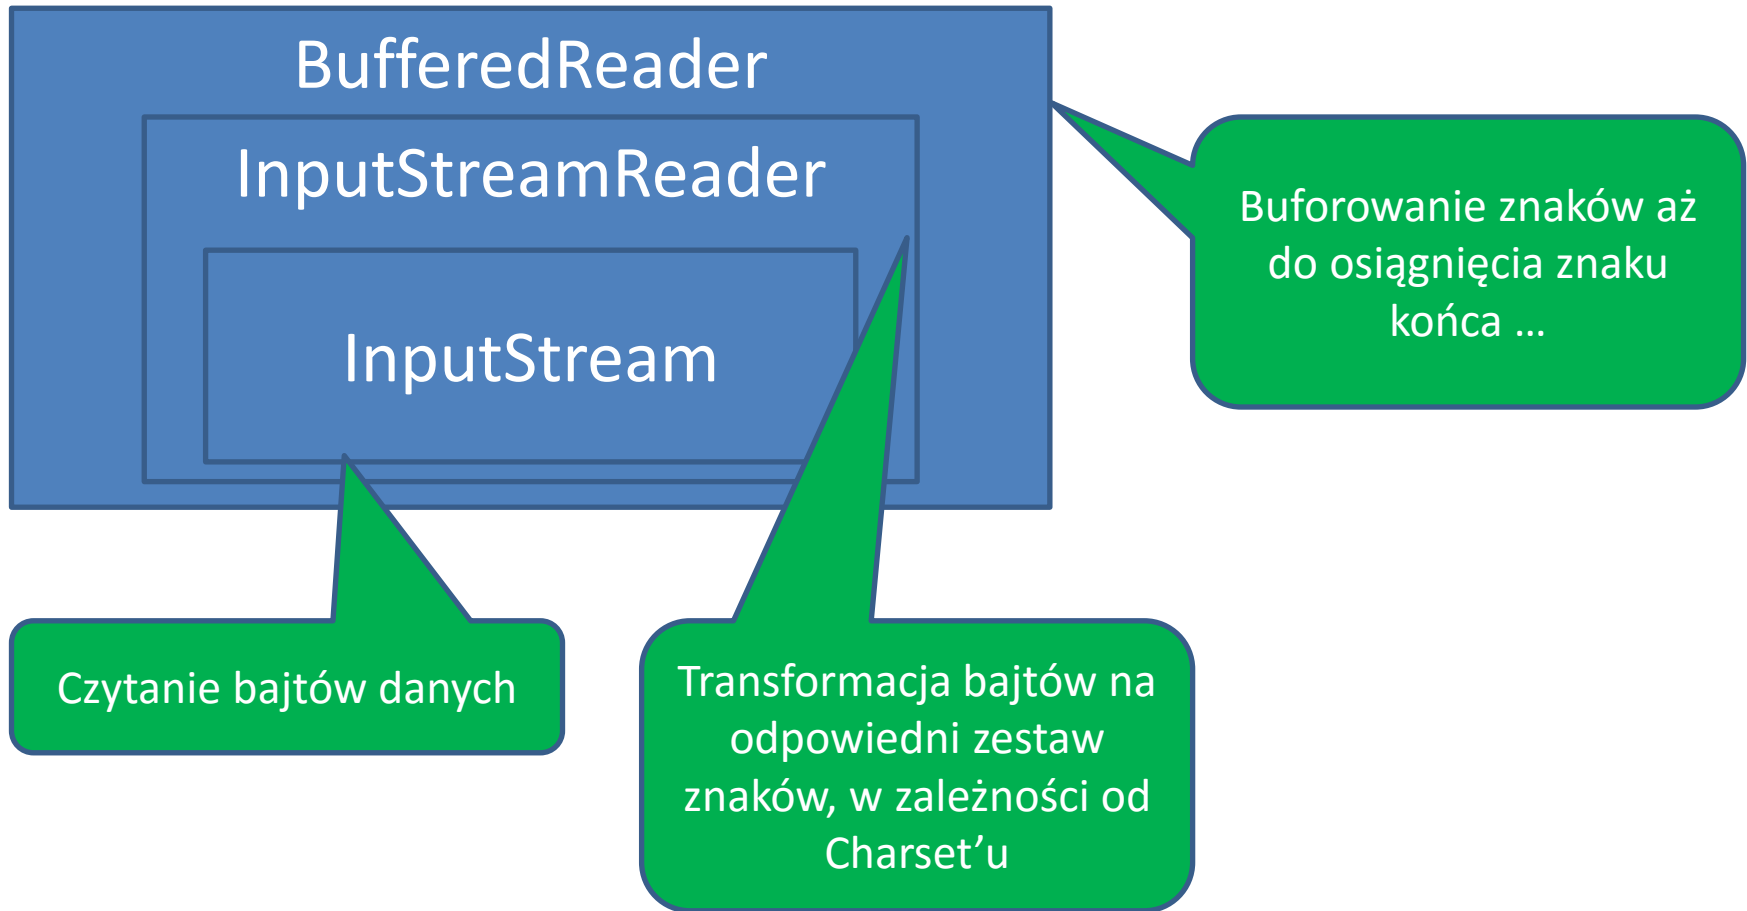 BufferedReader
InputStreamReader
InputStream
Buforowanie znaków aż
do osiągnięcia znaku
końca …
Czytanie bajtów danych
Transformacja bajtów na
odpowiedni zestaw
znaków, w zależności od
Charset’u